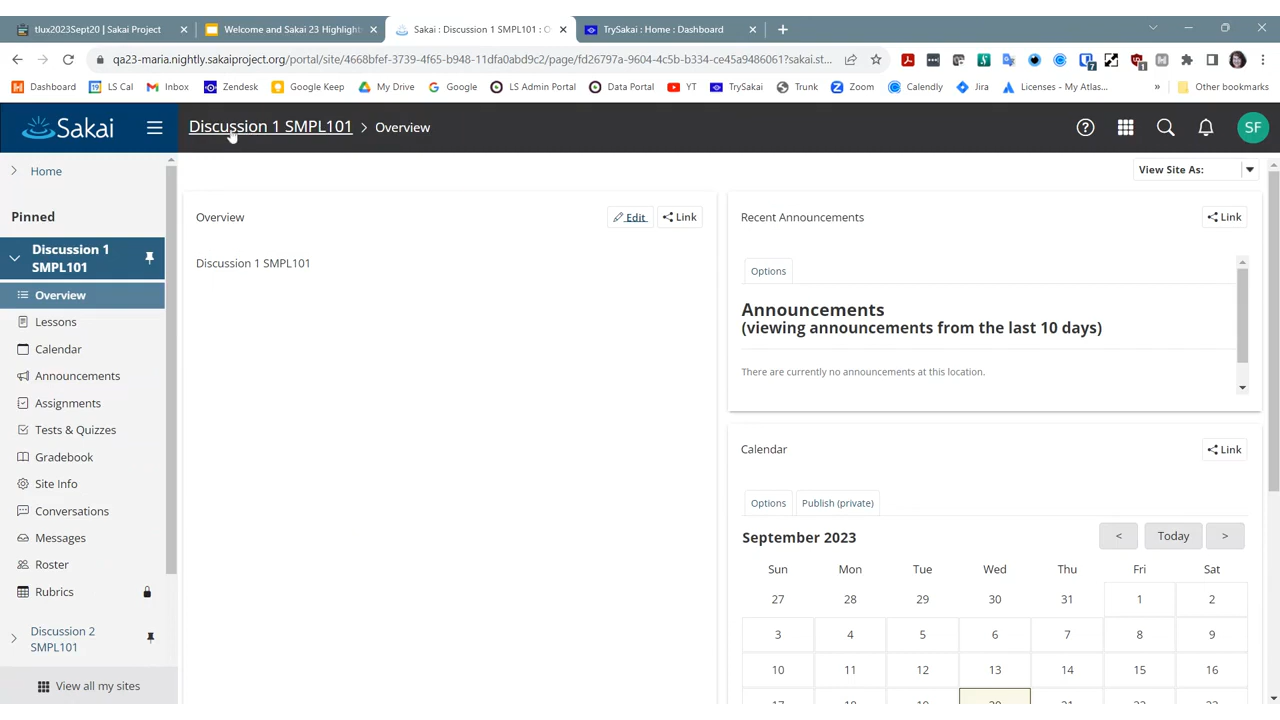 tlux2023Sept20 | Sakai Project
Welcome and Sakai 23 Highlight
Sakai : Discussion 1 SMPL101 : O
TrySakai : Home : Dashboard
qa23-maria.nightly.sakaiproject.org/portal/site/4668bfef-3739-4f65-b948-11dfa0abd9c2/page/fd26797a-9604-4c5b-b334-ce45a9486061?sakai.st...
Dashboard
LS Cal
Inbox
Zendesk
Google Keep
My Drive
Google
LS Admin Portal
Data Portal
YT
TrySakai
Trunk
Zoom
Calendly
Jira
Licenses - My Atlas...
»
Other bookmarks
Sakai
Discussion 1 SMPL101 > Overview
SF
Home
Pinned
Discussion 1
SMPL101
Overview
Lessons
Calendar
Announcements
Assignments
Tests & Quizzes
Gradebook
Site Info
Conversations
Messages
Roster
Rubrics
Discussion 2
SMPL101
View all my sites
View Site As:
Overview
Edit
Link
Discussion 1 SMPL101
Recent Announcements
Link
Options
Announcements
(viewing announcements from the last 10 days)
There are currently no announcements at this location.
Calendar
Link
Options
Publish (private)
September 2023
< Today >
Sun Mon Tue Wed Thu Fri Sat
27 28 29 30 31 1 2
3 4 5 6 7 8 9
10 11 12 13 14 15 16